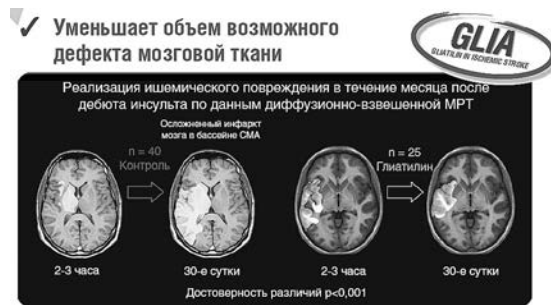 ✓ Уменьшает объем возможного
дефекта мозговой ткани
GLIA
GLIATILIN IN ISCHEMIC STROKE
Реализация ишемического повреждения в течение месяца после
дебюта инсульта по данным диффузионно-взвешенной МРТ
Осложненный инфаркт
мозга в бассейне СМА
n = 40
Контроль
n = 25
Глиатилин
2-3 часа
30-е сутки
2-3 часа
30-е сутки
Достоверность различий p<0,001